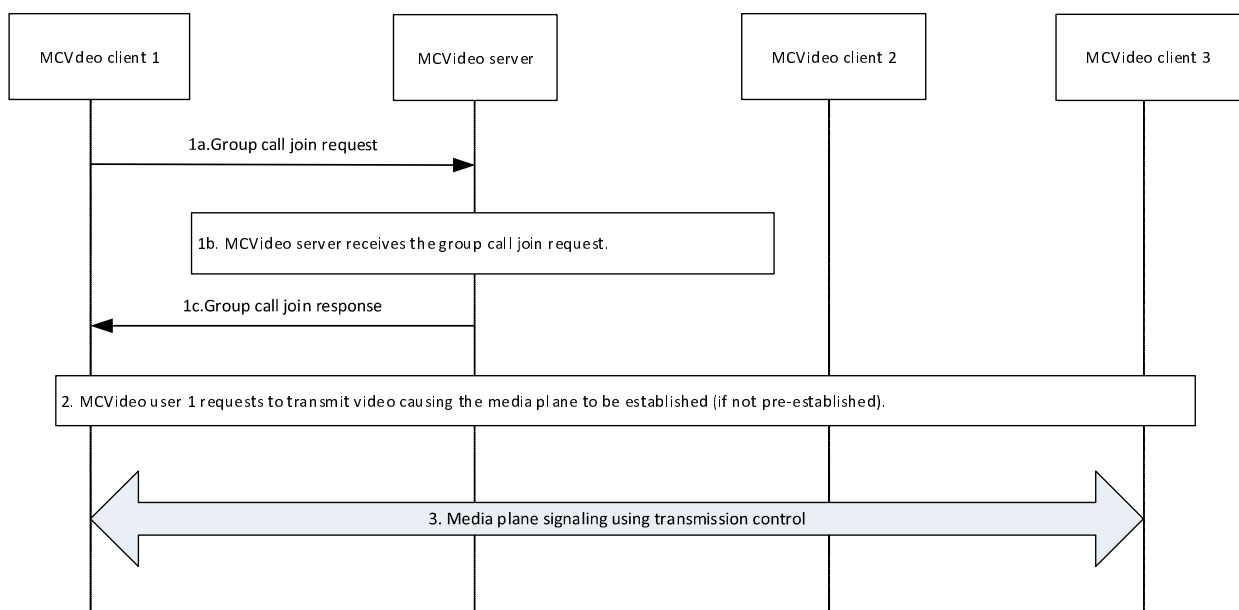 MCVdeo client 1
MCVideo server
MCVideo client 2
MCVideo client 3
1a.Group call join request
1b. MCVideo server receives the group call join request.
1c.Group call join response
2. MCVideo user 1 requests to transmit video causing the media plane to be established (if not pre-established).
3. Media plane signaling using transmission control